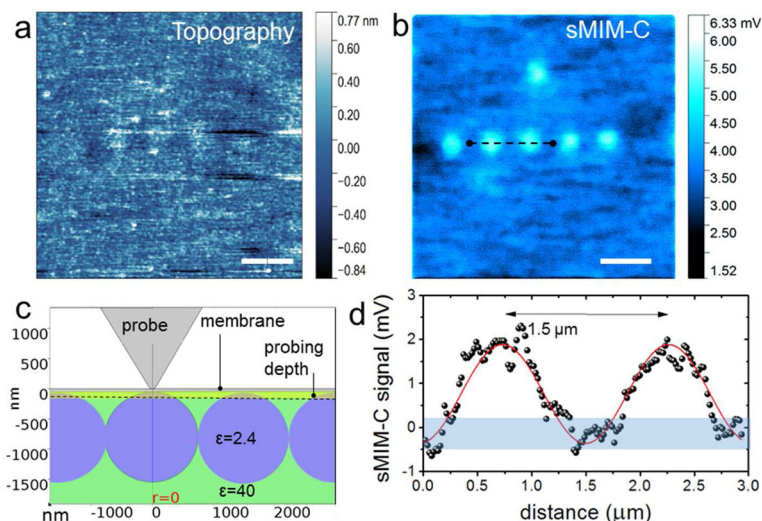 a
Topography
0.77 nm
0.60
0.40
0.20
0.00
-0.20
-0.40
-0.60
-0.84
b
sMIM-C
6.33 mV
6.00
5.50
5.00
4.50
4.00
3.50
3.00
2.50
2.00
1.52
c
probe
membrane
probing
depth
1000
500
0
-500
-1000
-1500
nm
ε=2.4
ε=40
r=0
nm
-1000
0
1000
2000
d
1.5 μm
sMIM-C signal (mV)
3
2
1
0
-1
0.0
0.5
1.0
1.5
2.0
2.5
3.0
distance (μm)